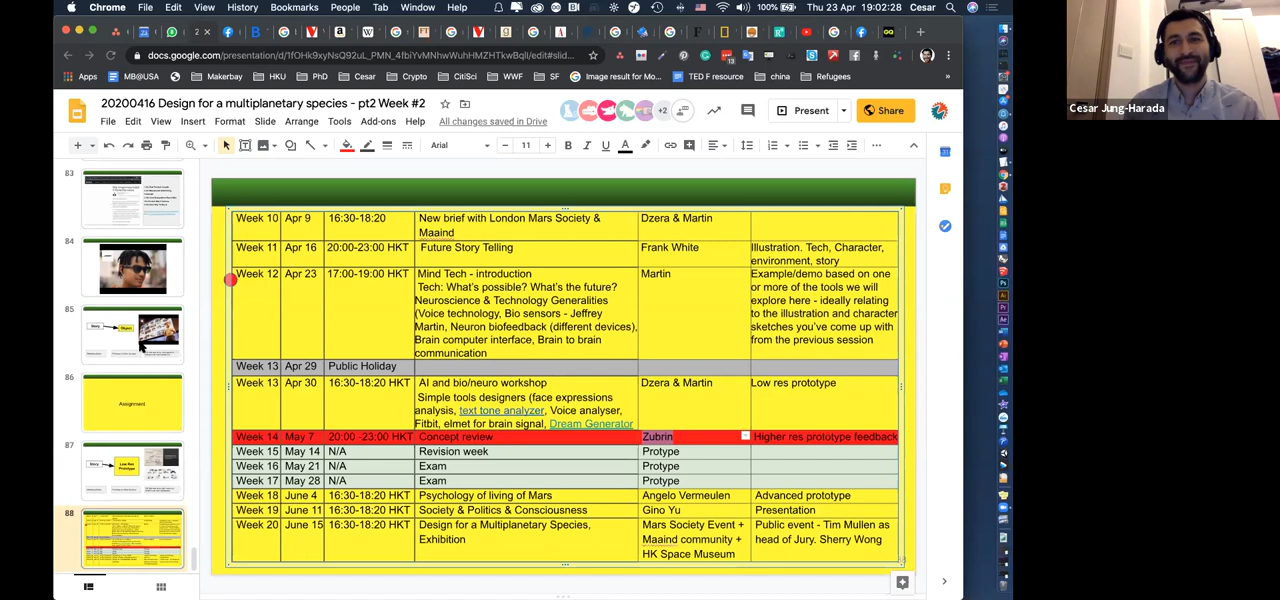 Chrome File Edit View History Bookmarks People Tab Window Help 100% Thu 23 Apr 19:02:28 Cesar
docs.google.com/presentation/d/1fTdk9xyNsQ92uL_PMN_4fbiYvMNhwWuhHMZHTkwBqlI/edit#slid...
Apps MB@USA Makerbay HKU PhD Cesar Crypto CitiSci WWF SF Image result for Mo... TED F resource china Refugees »
20200416 Design for a multiplanetary species - pt2 Week #2
+2 Present Share
File Edit View Insert Format Slide Arrange Tools Add-ons Help All changes saved in Drive
Arial 11 B I U A
83
84
85
Story Object
86
Assignment
87
Story Low Res Prototype
88
Week 10 Apr 9 16:30-18:20 New brief with London Mars Society & Dzera & Martin
Maaind
Week 11 Apr 16 20:00-23:00 HKT Future Story Telling Frank White Illustration. Tech, Character,
environment, story
Week 12 Apr 23 17:00-19:00 HKT Mind Tech - introduction Martin Example/demo based on one
Tech: What's possible? What's the future? or more of the tools we will
Neuroscience & Technology Generalities explore here - ideally relating
(Voice technology, Bio sensors - Jeffrey to the illustration and character
Martin, Neuron biofeedback (different devices), sketches you've come up with
Brain computer interface, Brain to brain from the previous session
communication
Week 13 Apr 29 Public Holiday
Week 13 Apr 30 16:30-18:20 HKT AI and bio/neuro workshop Dzera & Martin Low res prototype
Simple tools designers (face expressions
analysis, text tone analyzer, Voice analyser,
Fitbit, elmet for brain signal, Dream Generator
Week 14 May 7 20:00 -23:00 HKT Concept review Zubrin Higher res prototype feedback
Week 15 May 14 N/A Revision week Protype
Week 16 May 21 N/A Exam Protype
Week 17 May 28 N/A Exam Protype
Week 18 June 4 16:30-18:20 HKT Psychology of living of Mars Angelo Vermeulen Advanced prototype
Week 19 June 11 16:30-18:20 HKT Society & Politics & Consciousness Gino Yu Presentation
Week 20 June 15 16:30-18:20 HKT Design for a Multiplanetary Species, Mars Society Event + Public event - Tim Mullen as
Exhibition Maaind community + head of Jury. Sherry Wong
HK Space Museum
Cesar Jung-Harada